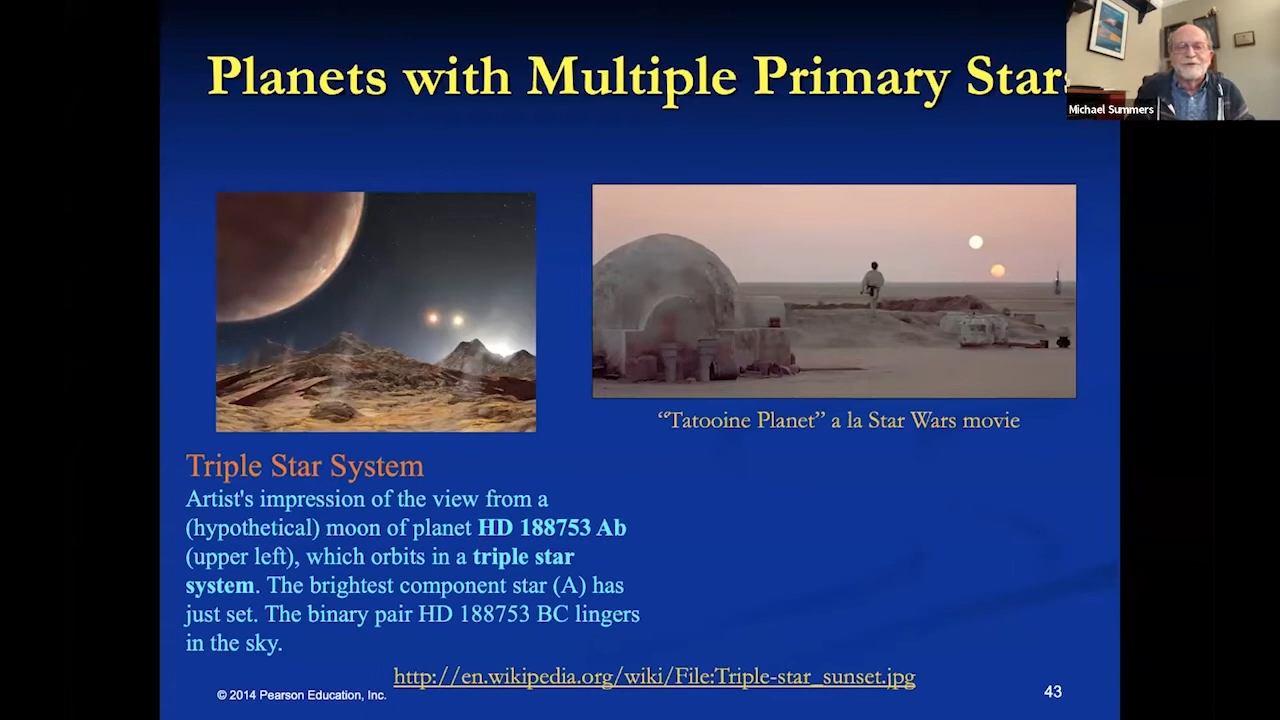 Planets with Multiple Primary Stars
Michael Summers
“Tatooine Planet” a la Star Wars movie
Triple Star System
Artist's impression of the view from a
(hypothetical) moon of planet HD 188753 Ab
(upper left), which orbits in a triple star
system. The brightest component star (A) has
just set. The binary pair HD 188753 BC lingers
in the sky.
http://en.wikipedia.org/wiki/File:Triple-star_sunset.jpg
© 2014 Pearson Education, Inc.
43